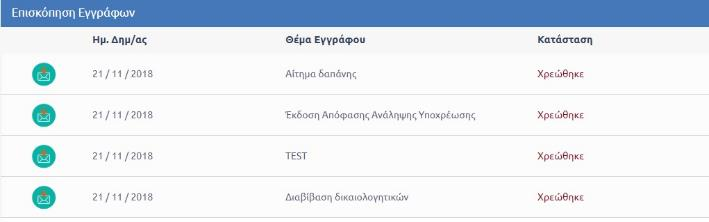 Επισκόπηση Εγγράφων
Ημ. Δημ/ας Θέμα Εγγράφου Κατάσταση
21 / 11 / 2018 Αίτημα δαπάνης Χρεώθηκε
21 / 11 / 2018 Έκδοση Απόφασης Ανάληψης Υποχρέωσης Χρεώθηκε
21 / 11 / 2018 TEST Χρεώθηκε
21 / 11 / 2018 Διαβίβαση δικαιολογητικών Χρεώθηκε